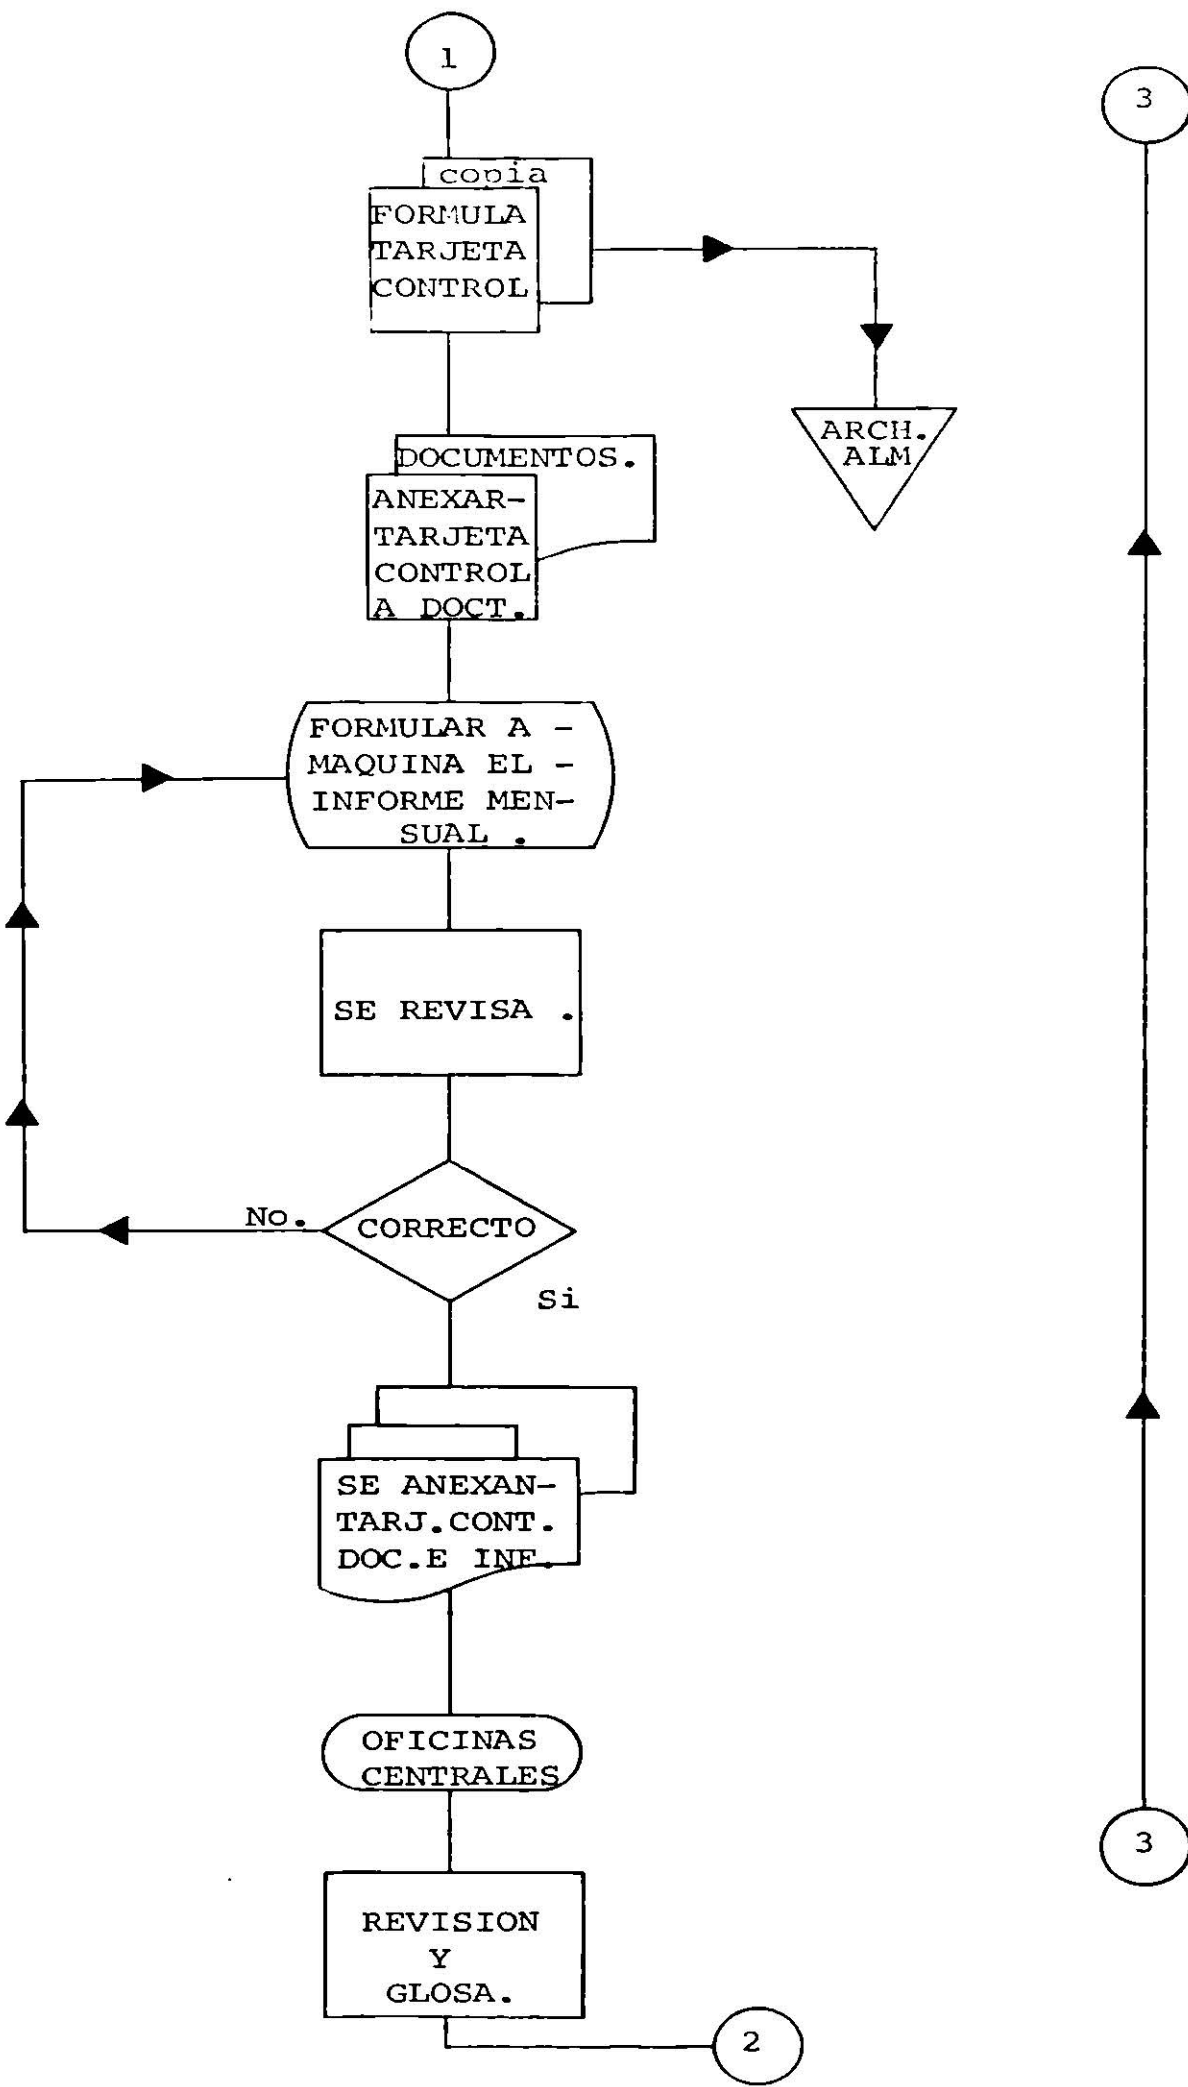 1
3
copia
FORMULA
TARJETA
CONTROL
ARCH.
ALM
DOCUMENTOS.
ANEXAR-
TARJETA
CONTROL
A DOCT.
FORMULAR A -
MAQUINA EL -
INFORME MEN-
SUAL .
SE REVISA .
No.
CORRECTO
Si
SE ANEXAN-
TARJ.CONT.
DOC.E INF.
OFICINAS
CENTRALES
3
REVISION
Y
GLOSA.
2